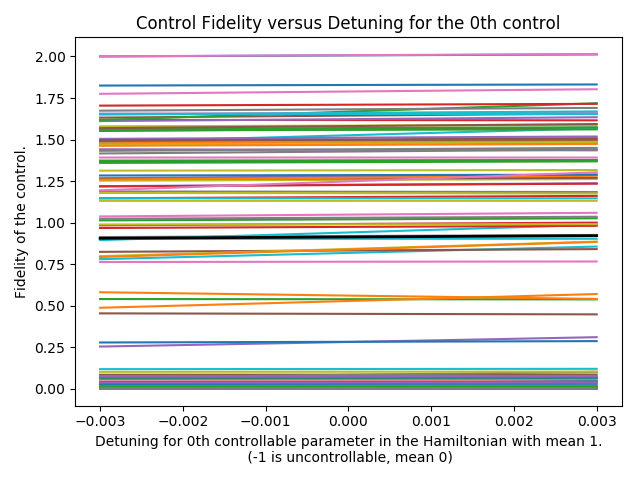 Control Fidelity versus Detuning for the 0th control
Fidelity of the control.
2.00
1.75
1.50
1.25
1.00
0.75
0.50
0.25
0.00
−0.003 −0.002 −0.001 0.000 0.001 0.002 0.003
Detuning for 0th controllable parameter in the Hamiltonian with mean 1.
(-1 is uncontrollable, mean 0)